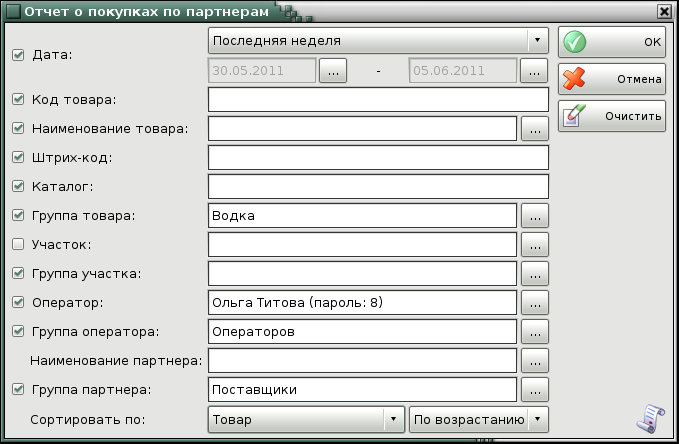 Отчет о покупках по партнерам
Дата:
Последняя неделя
30.05.2011 ... - 05.06.2011 ...
Код товара:
Наименование товара: ...
Штрих-код:
Каталог:
Группа товара: Водка ...
Участок: ...
Группа участка: ...
Оператор: Ольга Титова (пароль: 8) ...
Группа оператора: Операторов ...
Наименование партнера: ...
Группа партнера: Поставщики ...
Сортировать по: Товар По возрастанию
OK
Отмена
Очистить